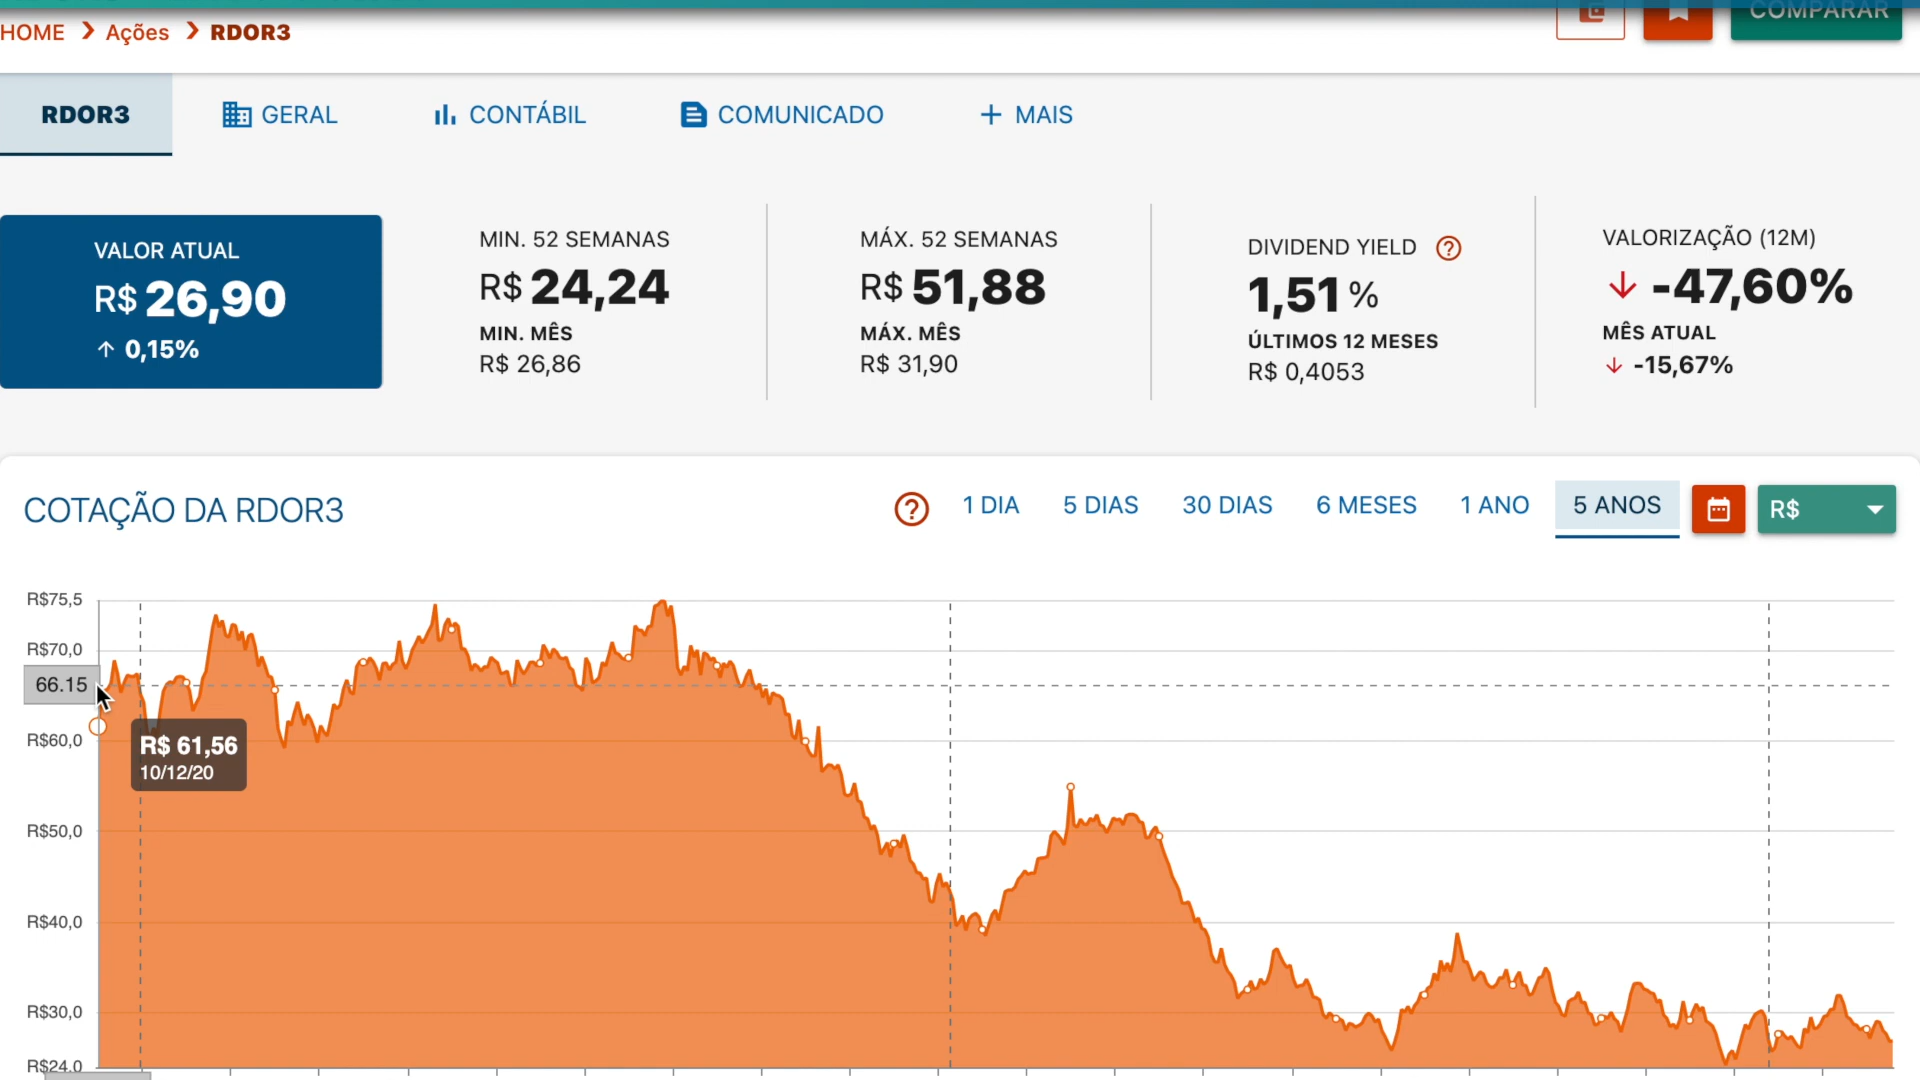 COMPARAR
HOME > Ações > RDOR3
RDOR3 GERAL CONTÁBIL COMUNICADO + MAIS
VALOR ATUAL
R$ 26,90
↑ 0,15%
MIN. 52 SEMANAS
R$ 24,24
MIN. MÊS
R$ 26,86
MÁX. 52 SEMANAS
R$ 51,88
MÁX. MÊS
R$ 31,90
DIVIDEND YIELD ?
1,51 %
ÚLTIMOS 12 MESES
R$ 0,4053
VALORIZAÇÃO (12M)
↓ -47,60%
MÊS ATUAL
↓ -15,67%
COTAÇÃO DA RDOR3
? 1 DIA 5 DIAS 30 DIAS 6 MESES 1 ANO 5 ANOS R$
R$75,5
R$70,0
66.15
R$60,0
R$ 61,56
10/12/20
R$50,0
R$40,0
R$30,0
R$24,0